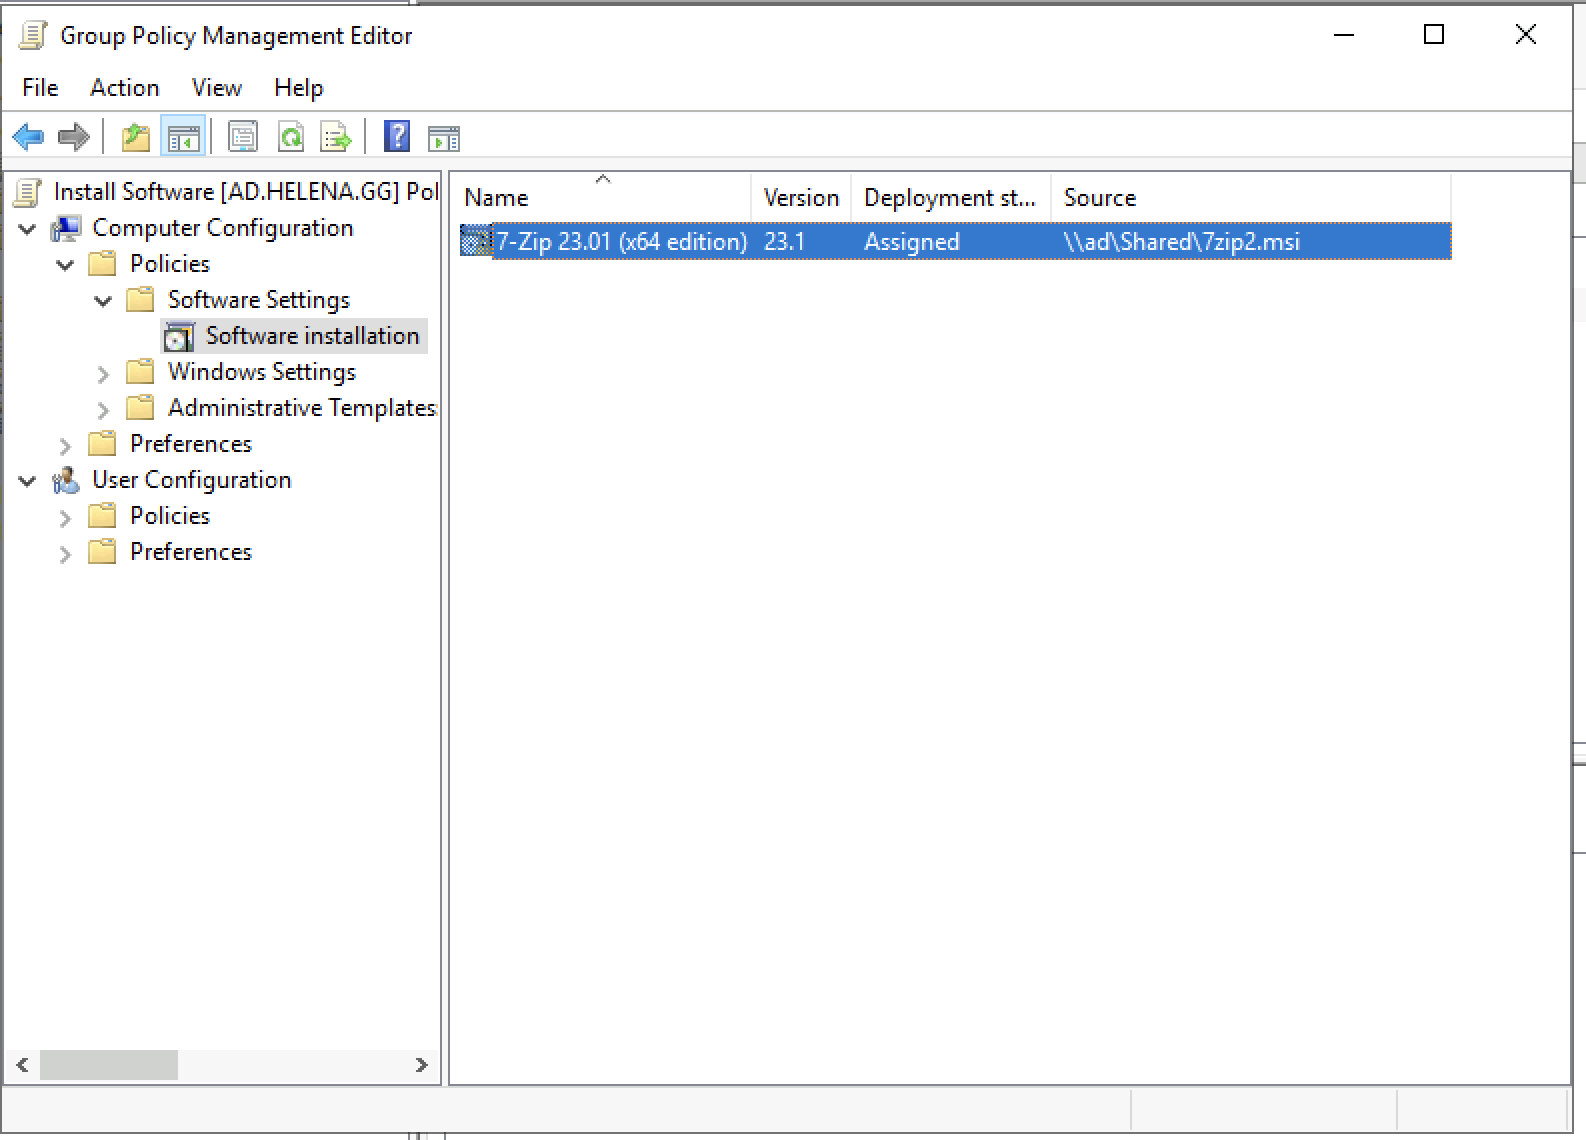 Group Policy Management Editor
File Action View Help
Install Software [AD.HELENA.GG] Pol
Computer Configuration
Policies
Software Settings
Software installation
Windows Settings
Administrative Templates
Preferences
User Configuration
Policies
Preferences
Name Version Deployment st... Source
7-Zip 23.01 (x64 edition) 23.1 Assigned \\ad\Shared\7zip2.msi